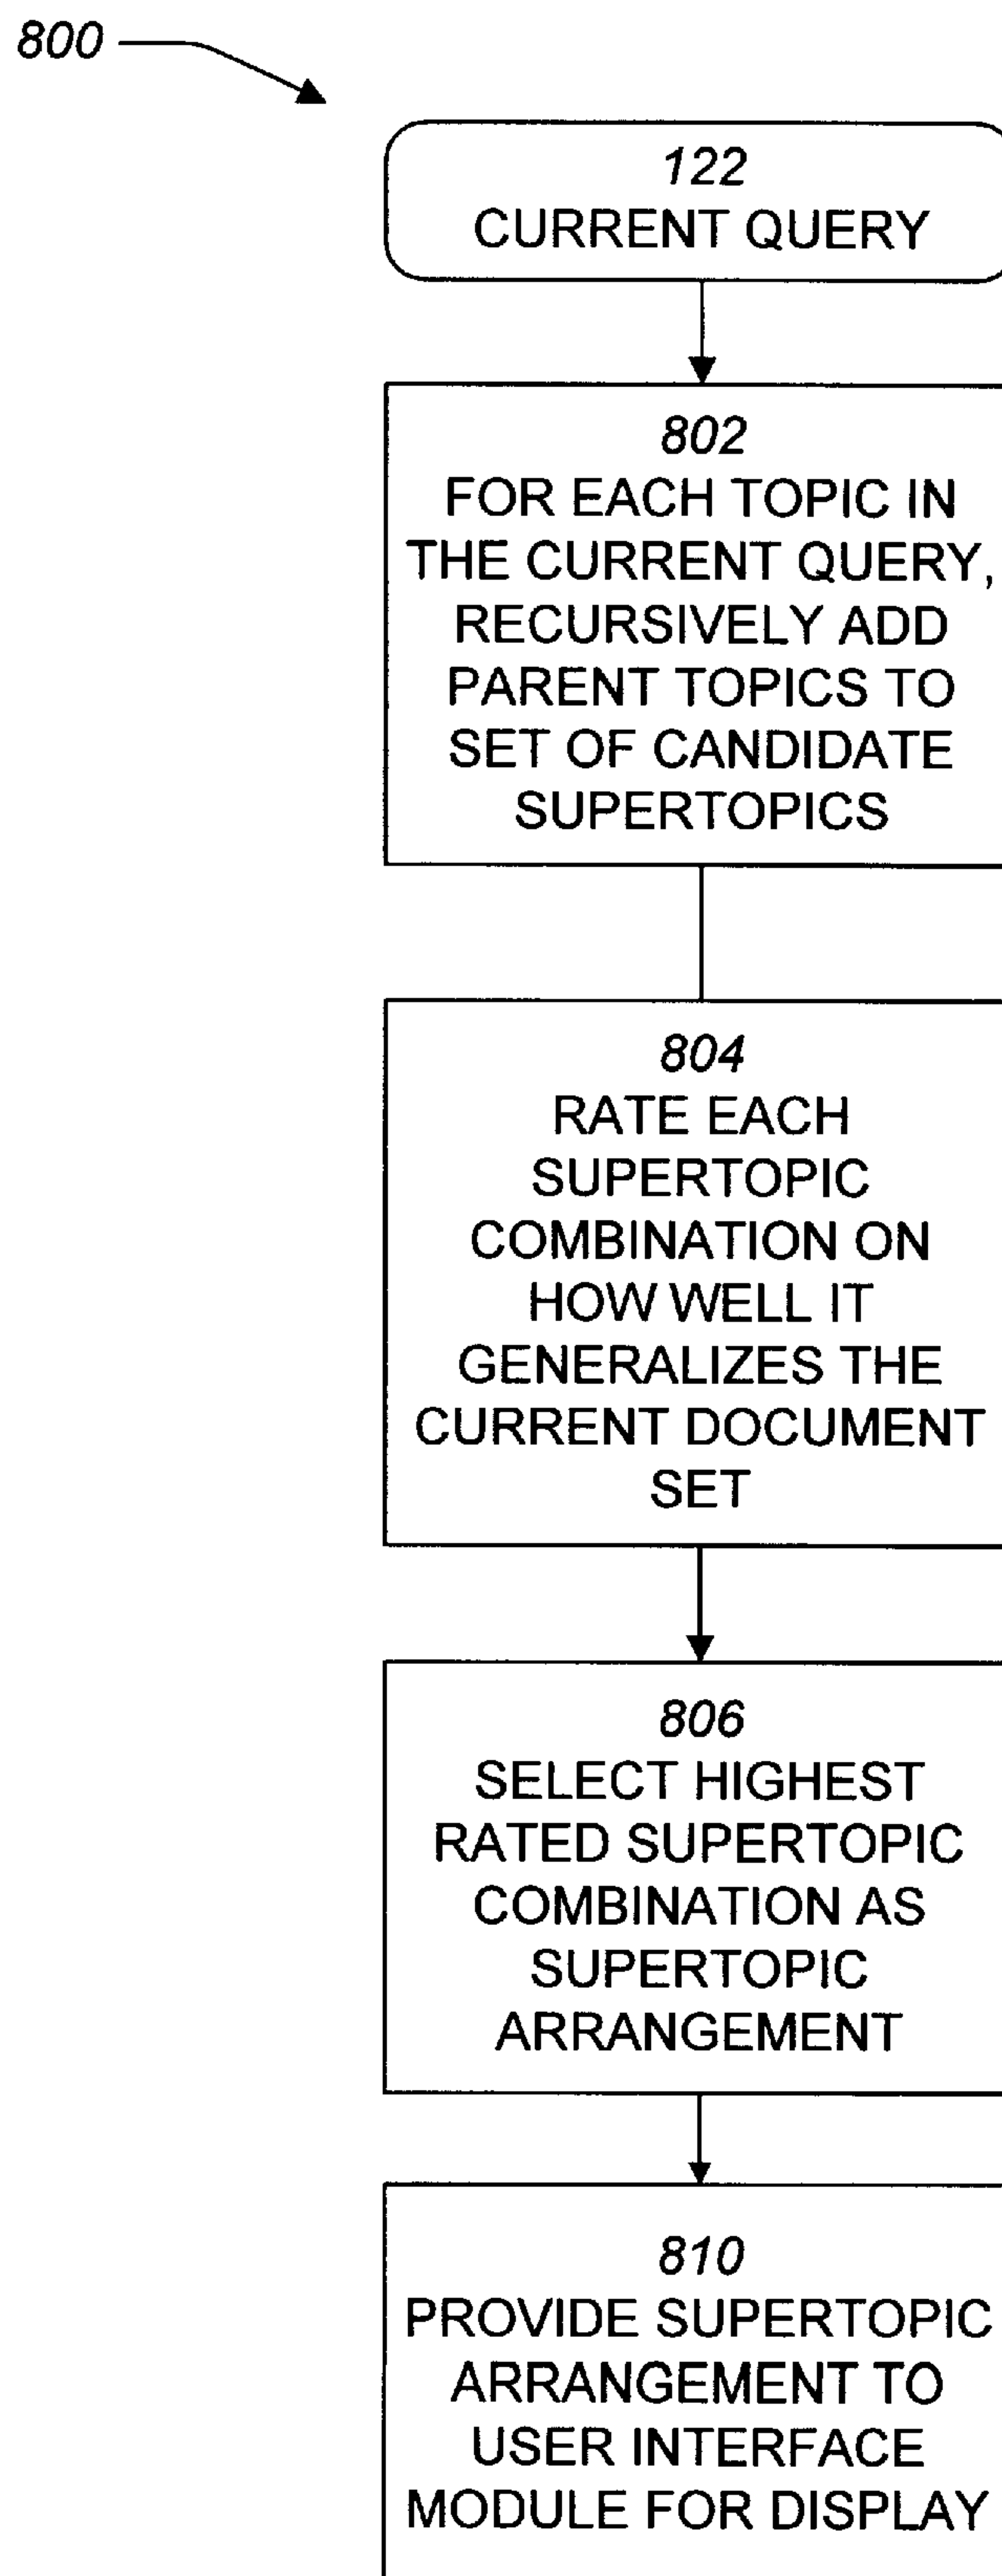 800
122
CURRENT QUERY
802
FOR EACH TOPIC IN
THE CURRENT QUERY,
RECURSIVELY ADD
PARENT TOPICS TO
SET OF CANDIDATE
SUPERTOPICS
804
RATE EACH
SUPERTOPIC
COMBINATION ON
HOW WELL IT
GENERALIZES THE
CURRENT DOCUMENT
SET
806
SELECT HIGHEST
RATED SUPERTOPIC
COMBINATION AS
SUPERTOPIC
ARRANGEMENT
810
PROVIDE SUPERTOPIC
ARRANGEMENT TO
USER INTERFACE
MODULE FOR DISPLAY